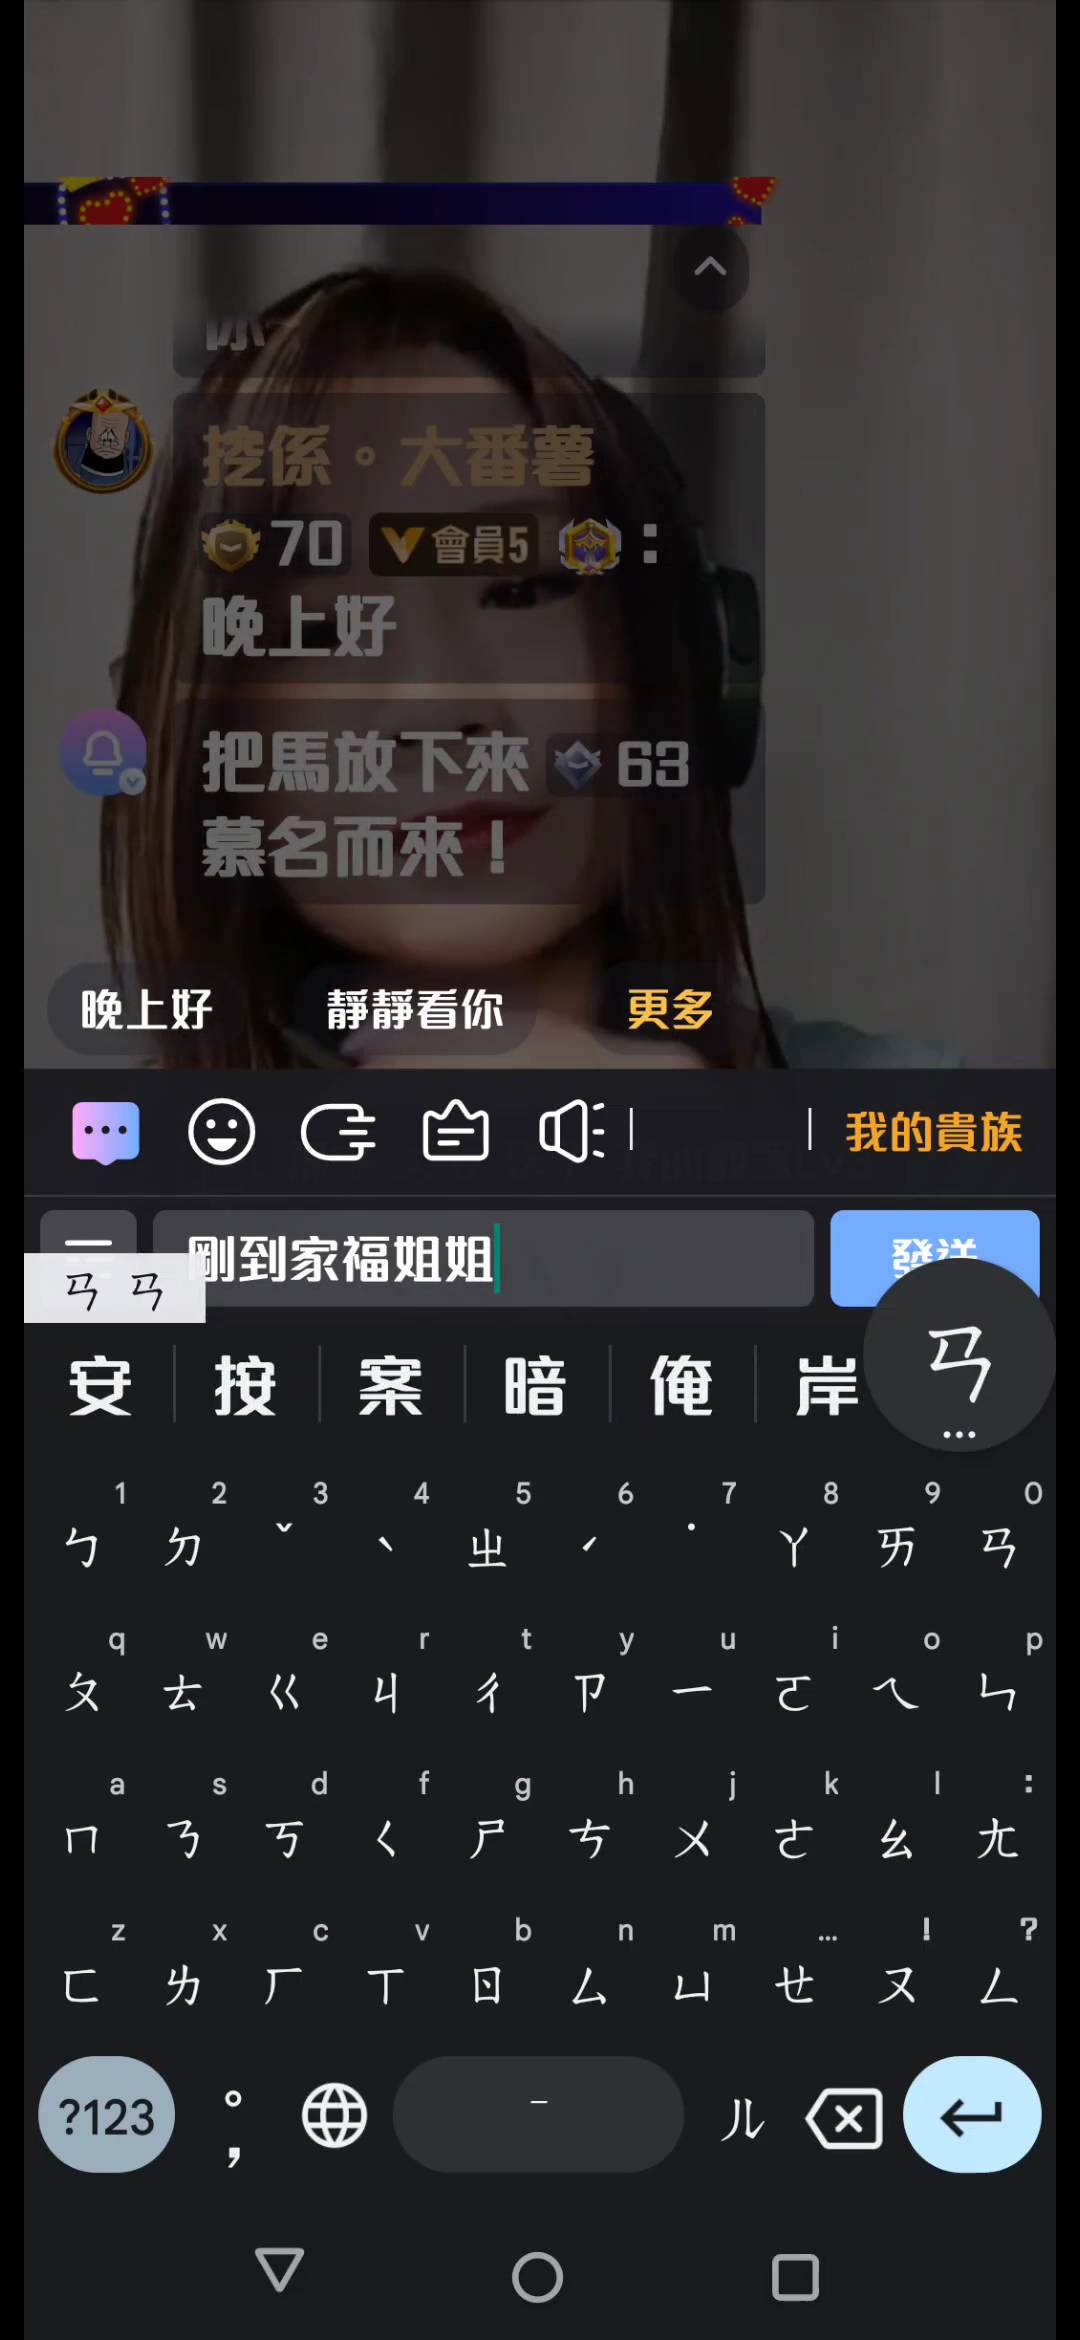 挖係。大番薯
70 會員5 :
晚上好
把馬放下來 63
慕名而來！
晚上好 靜靜看你 更多
我的貴族
剛到家福姐姐
發送
ㄢ ㄢ
安 按 案 暗 俺 岸
ㄢ
...
1 2 3 4 5 6 7 8 9 0
ㄅ ㄉ ˇ ˋ ㄓ ˊ ˙ ㄚ ㄞ ㄢ
q w e r t y u i o p
ㄆ ㄊ ㄍ ㄐ ㄔ ㄗ ㄧ ㄛ ㄟ ㄣ
a s d f g h j k l :
ㄇ ㄋ ㄎ ㄑ ㄕ ㄘ ㄨ ㄜ ㄠ ㄤ
z x c v b n m … ! ?
ㄈ ㄌ ㄏ ㄒ ㄖ ㄙ ㄩ ㄝ ㄡ ㄥ
?123 ° , ㄦ